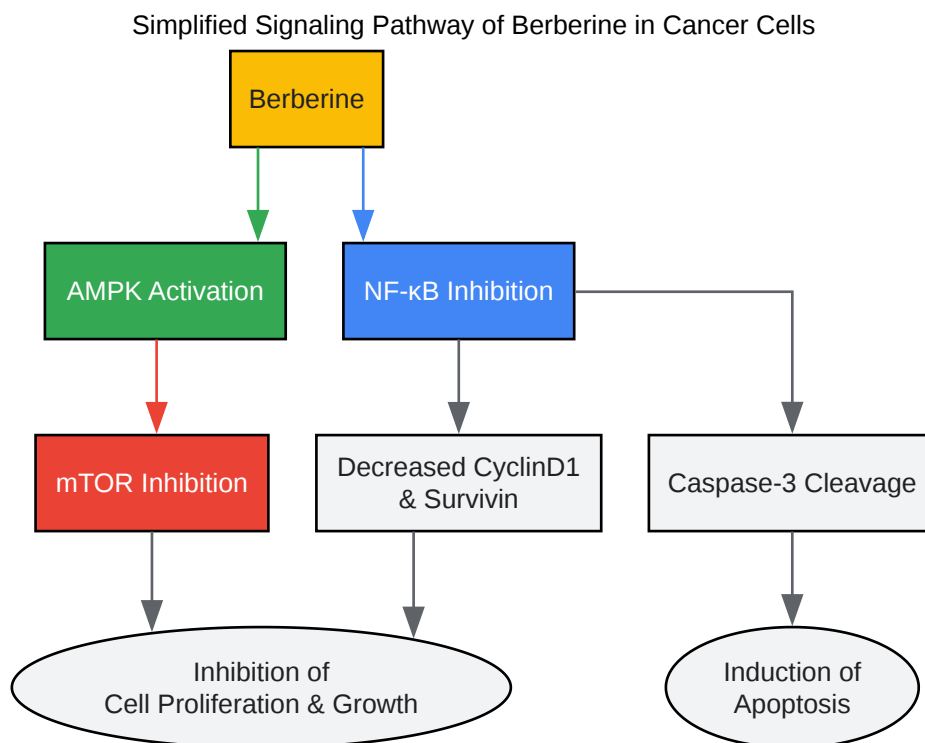 Simplified Signaling Pathway of Berberine in Cancer Cells
Berberine
AMPK Activation
NF-κB Inhibition
mTOR Inhibition
Decreased CyclinD1
& Survivin
Caspase-3 Cleavage
Inhibition of
Cell Proliferation & Growth
Induction of
Apoptosis